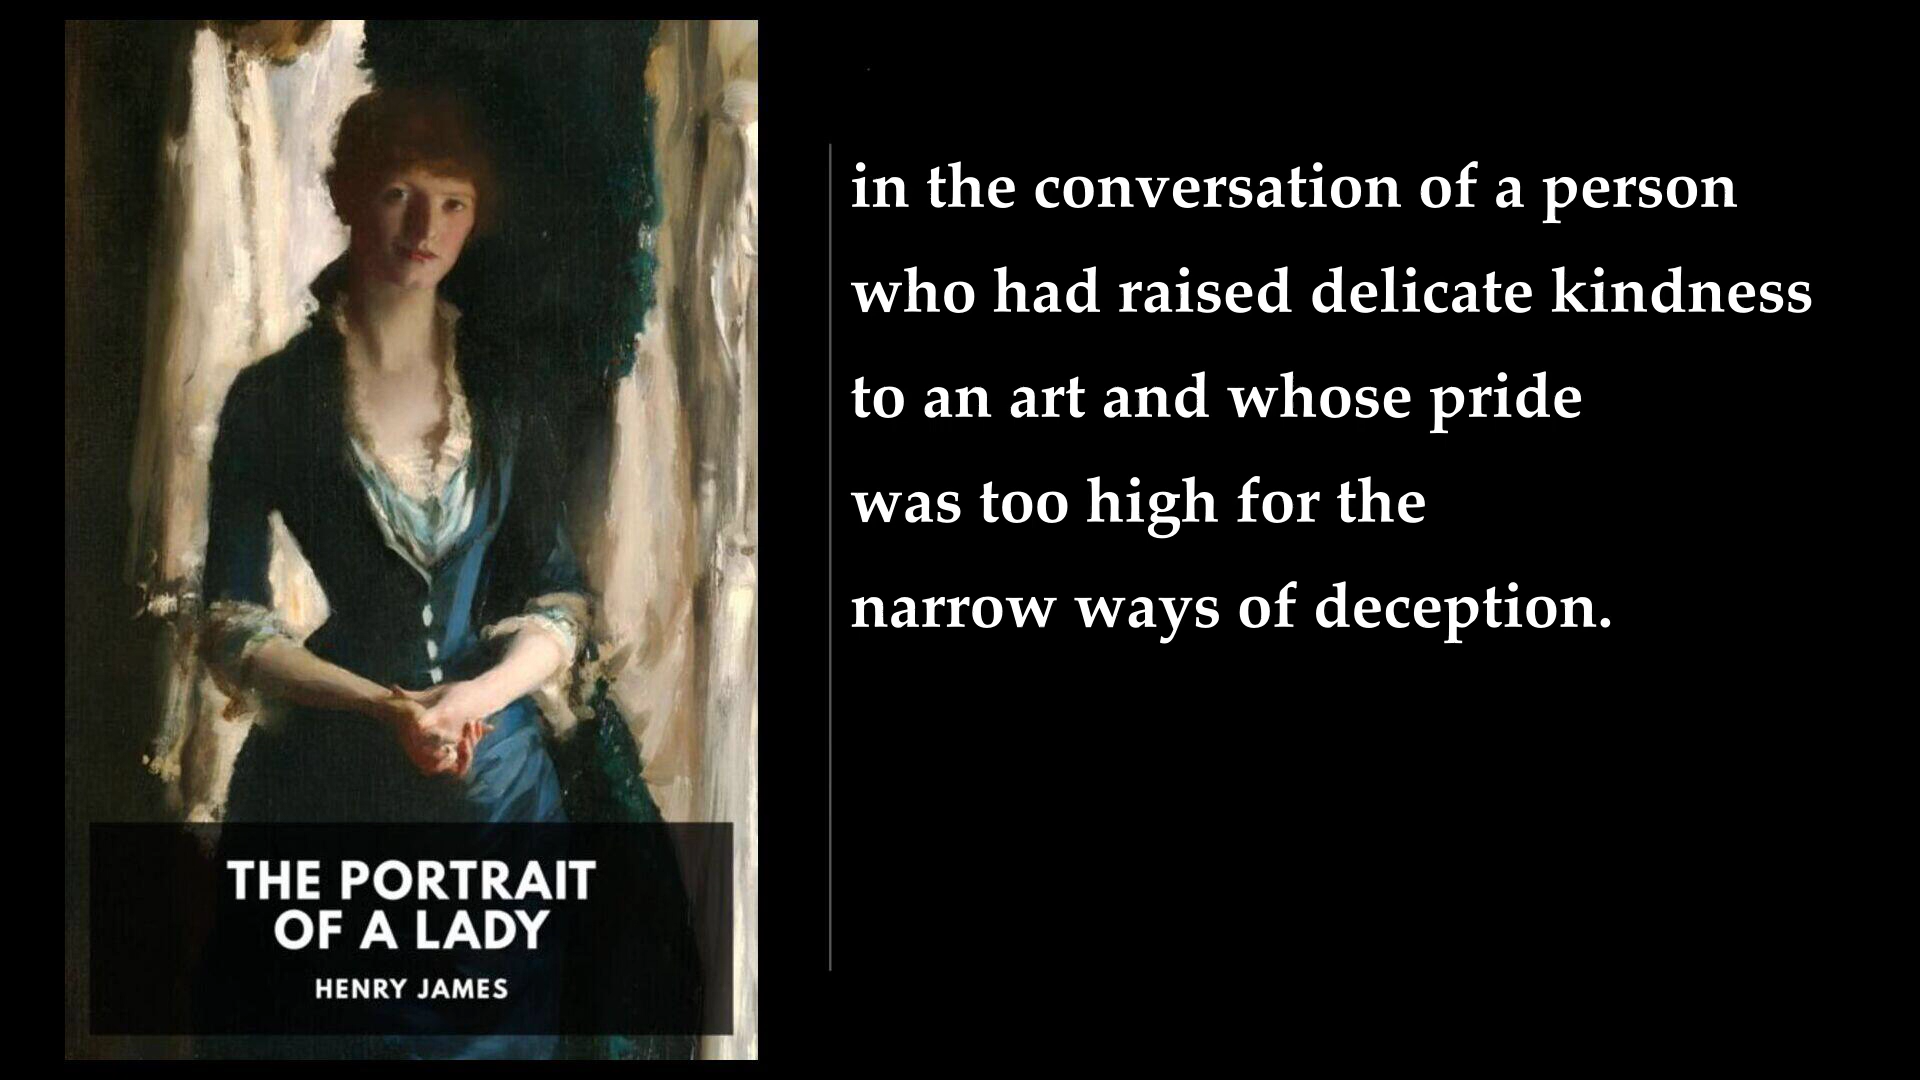 in the conversation of a person
who had raised delicate kindness
to an art and whose pride
was too high for the
narrow ways of deception.
THE PORTRAIT
OF A LADY
HENRY JAMES